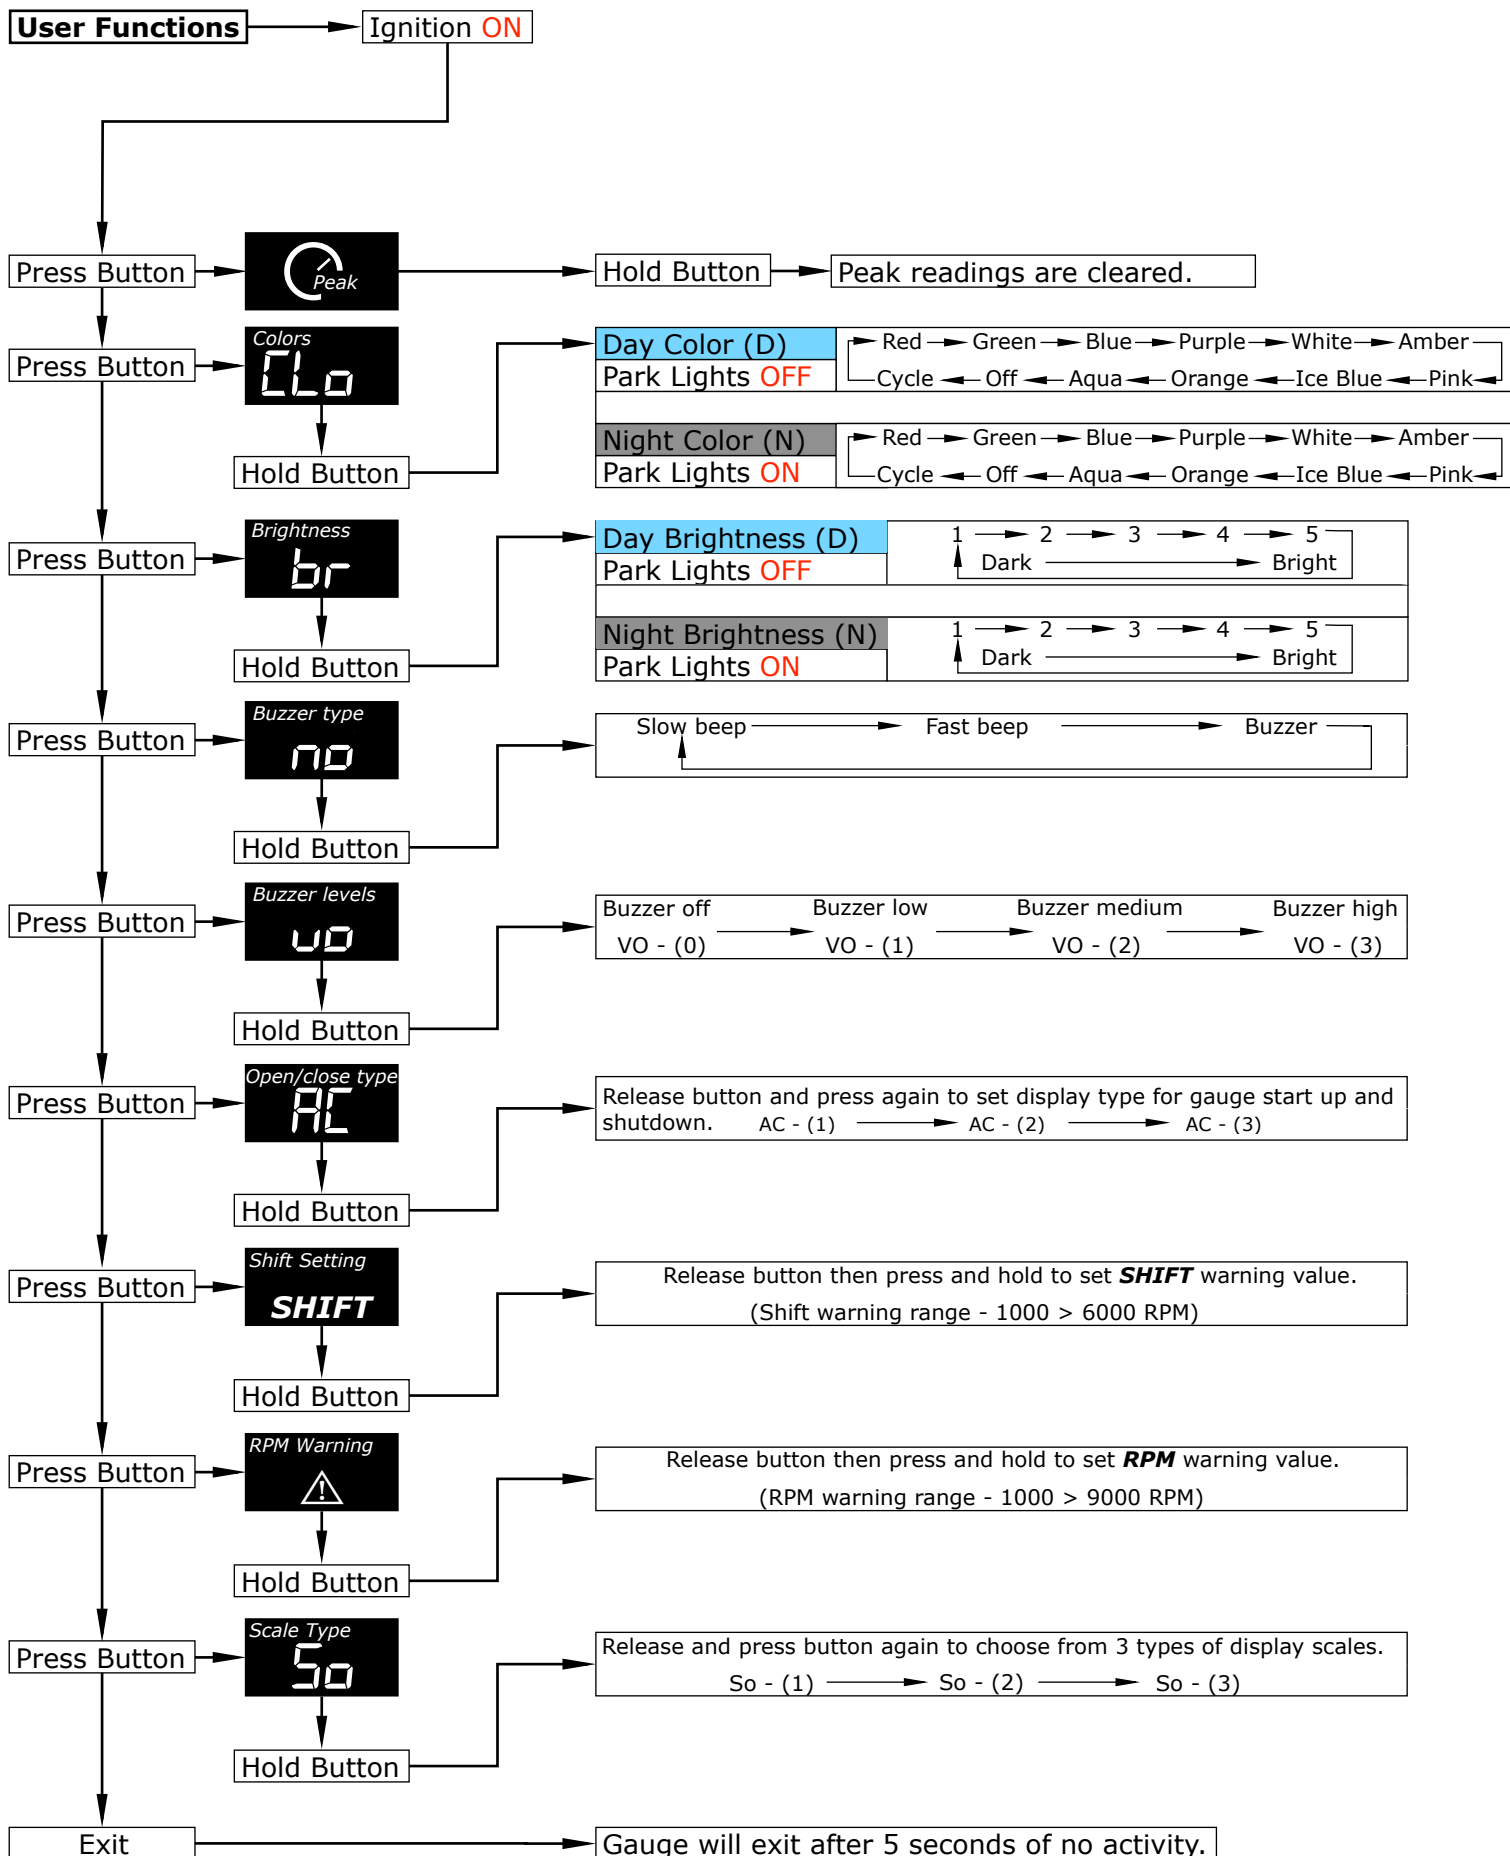 User Functions
Ignition ON
Press Button
Peak
Hold Button
Peak readings are cleared.
Press Button
Colors
CLo
Hold Button
Day Color (D)
Park Lights OFF
Red Green Blue Purple White Amber
Cycle Off Aqua Orange Ice Blue Pink
Night Color (N)
Park Lights ON
Red Green Blue Purple White Amber
Cycle Off Aqua Orange Ice Blue Pink
Press Button
Brightness
br
Hold Button
Day Brightness (D)
Park Lights OFF
1 2 3 4 5
Dark Bright
Night Brightness (N)
Park Lights ON
1 2 3 4 5
Dark Bright
Press Button
Buzzer type
no
Hold Button
Slow beep Fast beep Buzzer
Press Button
Buzzer levels
vo
Hold Button
Buzzer off Buzzer low Buzzer medium Buzzer high
VO - (0) VO - (1) VO - (2) VO - (3)
Press Button
Open/close type
AC
Hold Button
Release button and press again to set display type for gauge start up and
shutdown. AC - (1) AC - (2) AC - (3)
Press Button
Shift Setting
SHIFT
Hold Button
Release button then press and hold to set SHIFT warning value.
(Shift warning range - 1000 > 6000 RPM)
Press Button
RPM Warning
!
Hold Button
Release button then press and hold to set RPM warning value.
(RPM warning range - 1000 > 9000 RPM)
Press Button
Scale Type
So
Hold Button
Release and press button again to choose from 3 types of display scales.
So - (1) So - (2) So - (3)
Exit
Gauge will exit after 5 seconds of no activity.